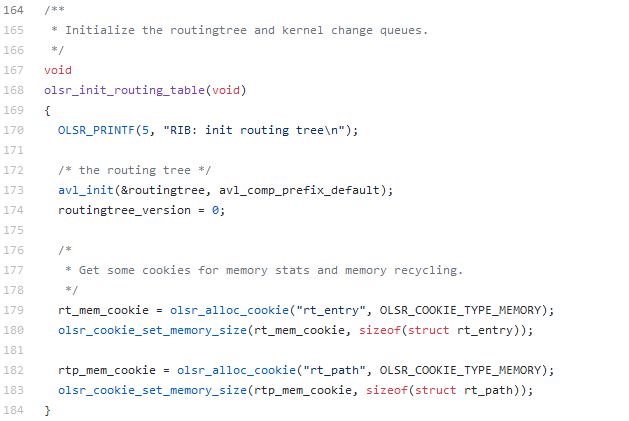 164 /**
165  * Initialize the routingtree and kernel change queues.
166  */
167 void
168 olsr_init_routing_table(void)
169 {
170   OLSR_PRINTF(5, "RIB: init routing tree\n");
171
172   /* the routing tree */
173   avl_init(&routingtree, avl_comp_prefix_default);
174   routingtree_version = 0;
175
176   /*
177    * Get some cookies for memory stats and memory recycling.
178    */
179   rt_mem_cookie = olsr_alloc_cookie("rt_entry", OLSR_COOKIE_TYPE_MEMORY);
180   olsr_cookie_set_memory_size(rt_mem_cookie, sizeof(struct rt_entry));
181
182   rtp_mem_cookie = olsr_alloc_cookie("rt_path", OLSR_COOKIE_TYPE_MEMORY);
183   olsr_cookie_set_memory_size(rtp_mem_cookie, sizeof(struct rt_path));
184 }